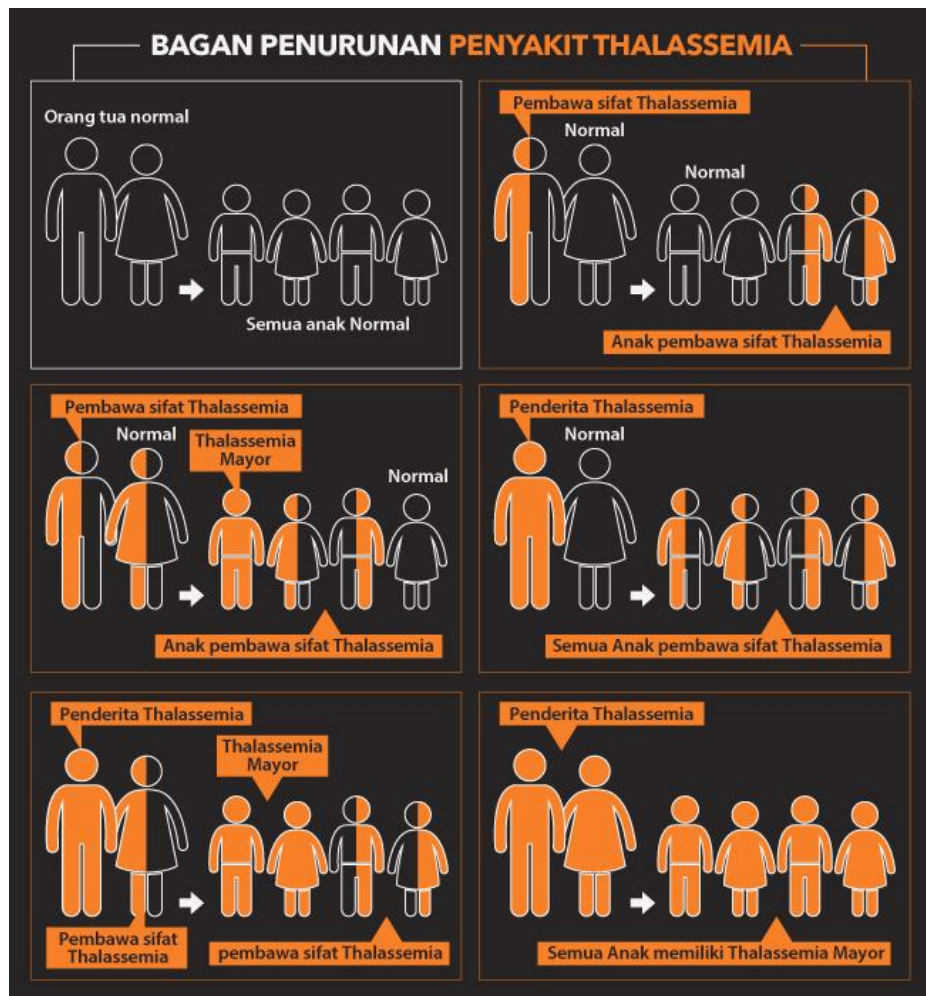 BAGAN PENURUNAN PENYAKIT THALASSEMIA
Orang tua normal
Semua anak Normal
Pembawa sifat Thalassemia
Normal
Normal
Anak pembawa sifat Thalassemia
Pembawa sifat Thalassemia
Normal
Thalassemia
Mayor
Normal
Anak pembawa sifat Thalassemia
Penderita Thalassemia
Normal
Semua Anak pembawa sifat Thalassemia
Penderita Thalassemia
Thalassemia
Mayor
Pembawa sifat
Thalassemia
pembawa sifat Thalassemia
Penderita Thalassemia
Semua Anak memiliki Thalassemia Mayor